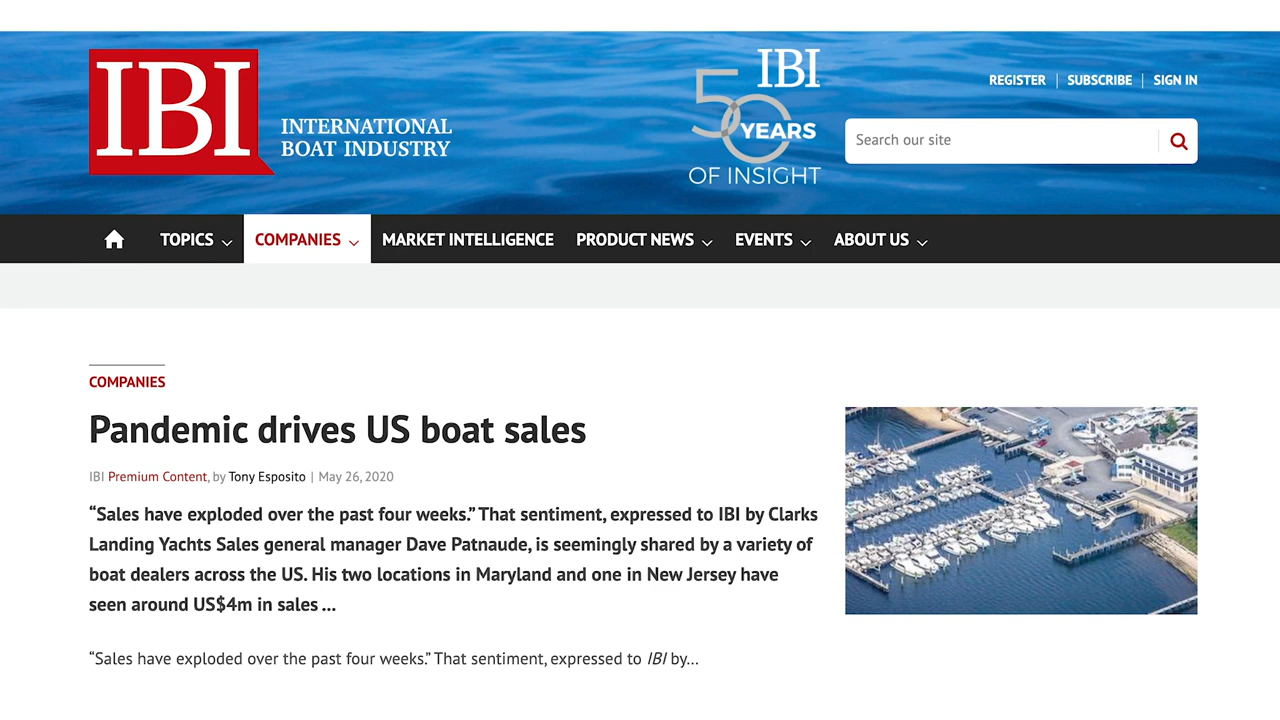 IBI
INTERNATIONAL
BOAT INDUSTRY
IBI
50
YEARS
OF INSIGHT
REGISTER | SUBSCRIBE | SIGN IN
Search our site
TOPICS COMPANIES MARKET INTELLIGENCE PRODUCT NEWS EVENTS ABOUT US
COMPANIES
Pandemic drives US boat sales
IBI Premium Content, by Tony Esposito | May 26, 2020
“Sales have exploded over the past four weeks.” That sentiment, expressed to IBI by Clarks
Landing Yachts Sales general manager Dave Patnaude, is seemingly shared by a variety of
boat dealers across the US. His two locations in Maryland and one in New Jersey have
seen around US$4m in sales ...
“Sales have exploded over the past four weeks.” That sentiment, expressed to IBI by...